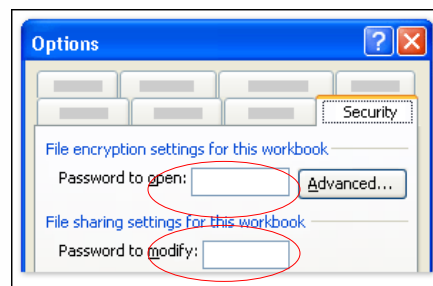 Options
Security
File encryption settings for this workbook
Password to open:
Advanced...
File sharing settings for this workbook
Password to modify: